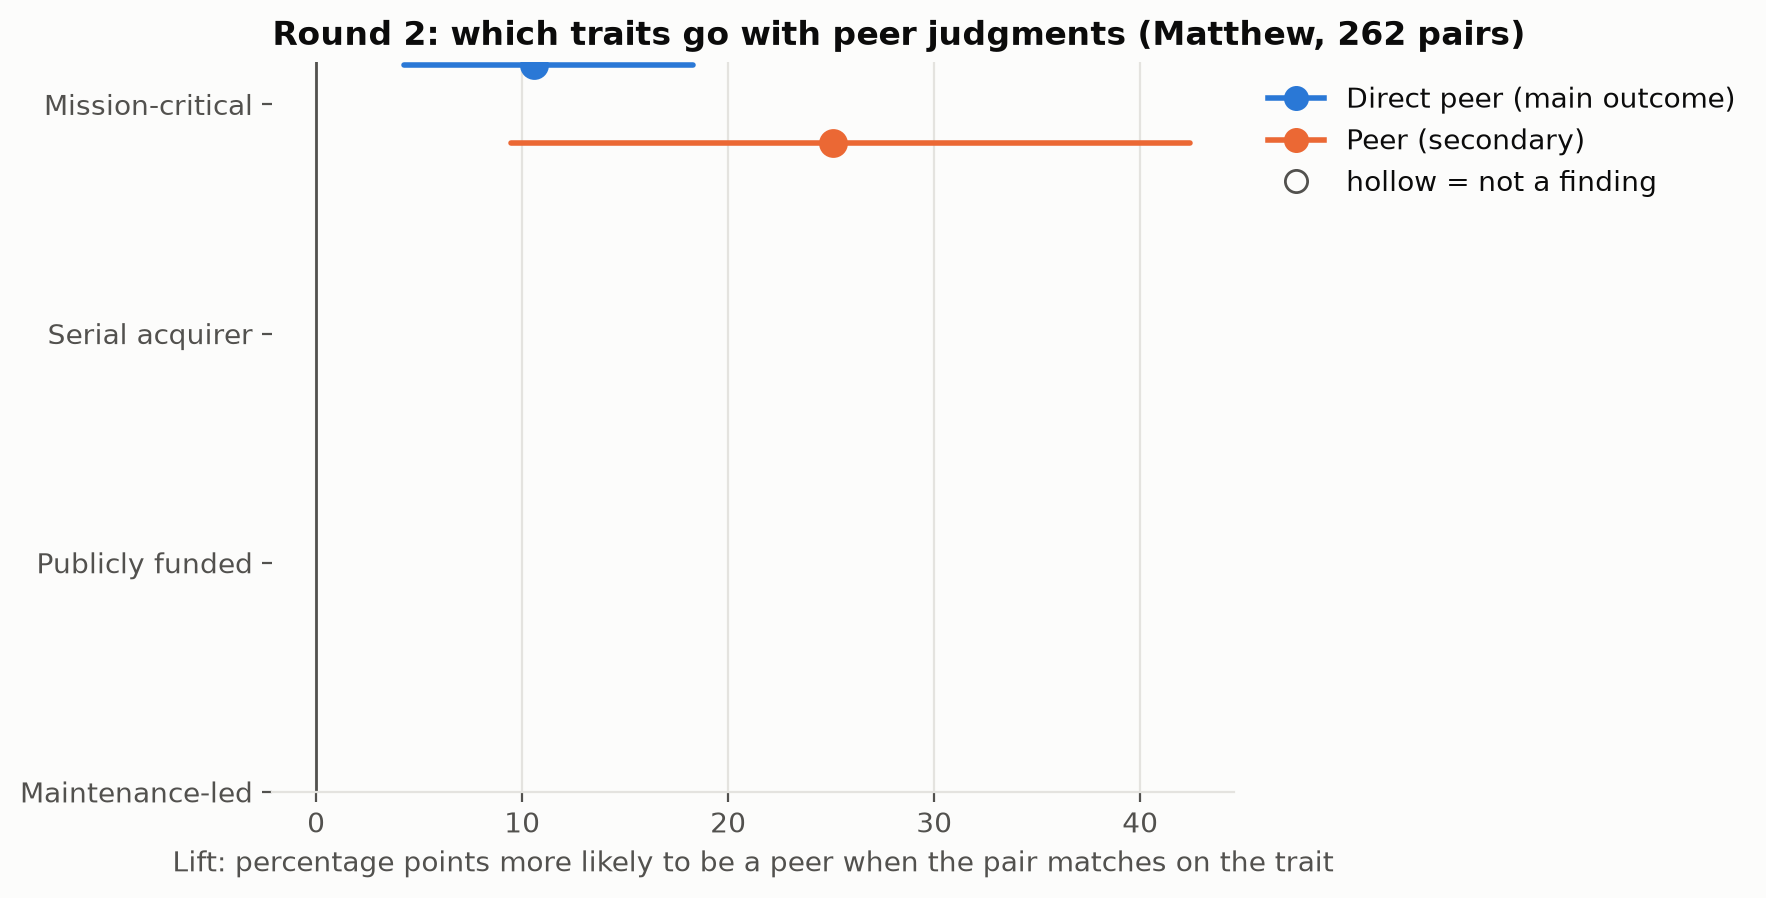 Round 2: which traits go with peer judgments (Matthew, 262 pairs)
Mission-critical
Serial acquirer
Publicly funded
Maintenance-led
Direct peer (main outcome)
Peer (secondary)
hollow = not a finding
0 10 20 30 40
Lift: percentage points more likely to be a peer when the pair matches on the trait